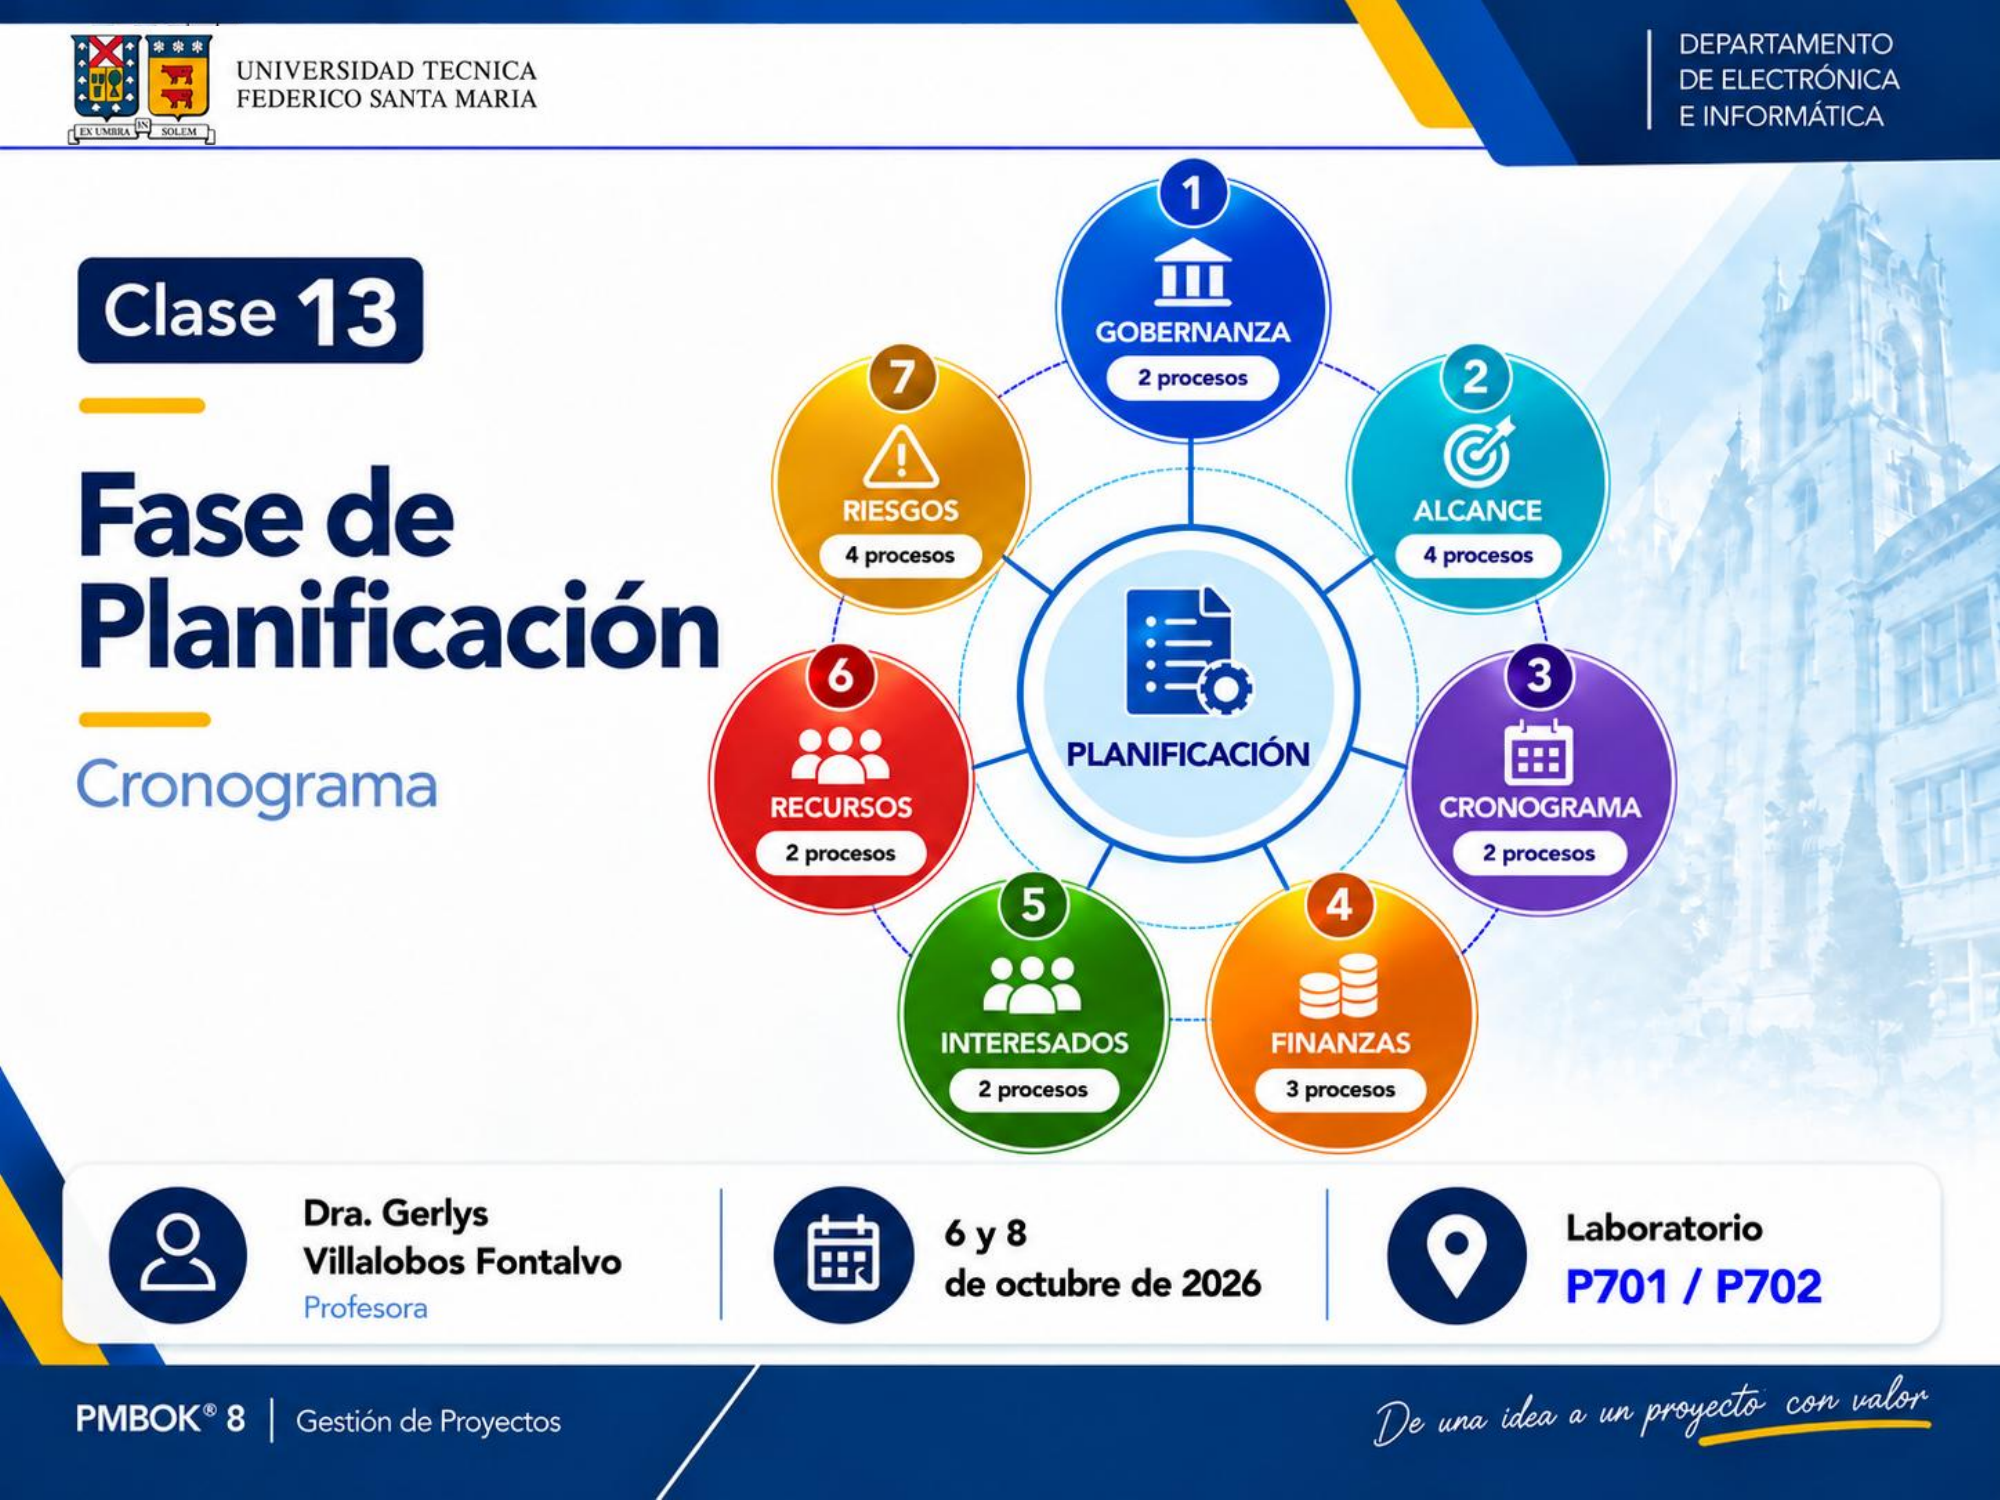 UNIVERSIDAD TECNICA
FEDERICO SANTA MARIA
EX UMBRA IN SOLEM
DEPARTAMENTO
DE ELECTRÓNICA
E INFORMÁTICA
Clase 13
Fase de
Planificación
Cronograma
1
GOBERNANZA
2 procesos
2
ALCANCE
4 procesos
3
CRONOGRAMA
2 procesos
4
FINANZAS
3 procesos
5
INTERESADOS
2 procesos
6
RECURSOS
2 procesos
7
RIESGOS
4 procesos
PLANIFICACIÓN
Dra. Gerlys
Villalobos Fontalvo
Profesora
6 y 8
de octubre de 2026
Laboratorio
P701 / P702
PMBOK® 8 | Gestión de Proyectos
De una idea a un proyecto con valor